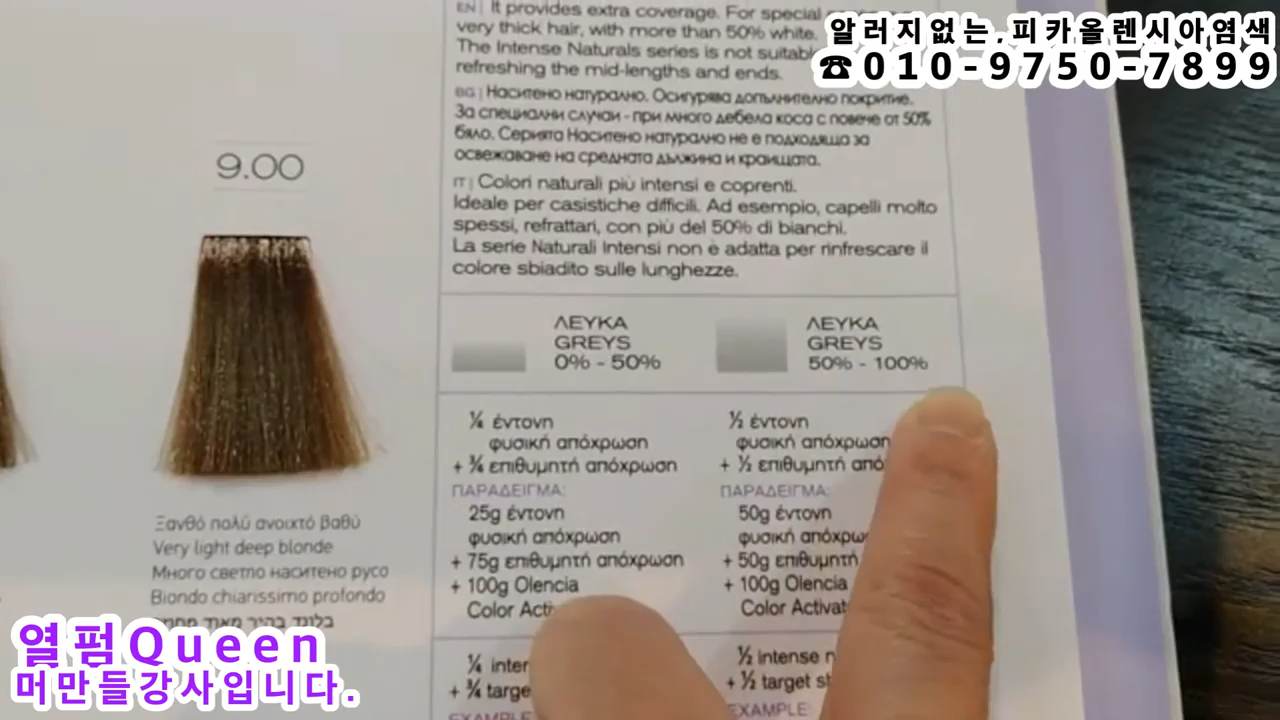 알러지없는,피카올렌시아염색
☎010-9750-7899
EN | It provides extra coverage. For special
very thick hair, with more than 50% white.
The Intense Naturals series is not
refreshing the mid-lengths and ends.
BG | Наситено натурално. Осигурява допълнително покритие.
За специални случаи - при много дебела коса с повече от 50%
бяло. Серията Наситено натурално не е подходяща за
освежаване на средната дължина и краищата.
IT | Colori naturali più intensi e coprenti.
Ideale per casistiche difficili. Ad esempio, capelli molto
spessi, refrattari, con più del 50% di bianchi.
La serie Naturali Intensi non è adatta per rinfrescare il
colore sbiadito sulle lunghezze.
9.00
Ξανθό πολύ ανοιχτό βαθύ
Very light deep blonde
Много светло наситено русо
Biondo chiarissimo profondo
בלונד בהיר מאוד
ΛΕΥΚΑ
GREYS
0% - 50%
ΛΕΥΚΑ
GREYS
50% - 100%
¼ έντονη
φυσική απόχρωση
+ ¾ επιθυμητή απόχρωση
ΠΑΡΑΔΕΙΓΜΑ:
25g έντονη
φυσική απόχρωση
+ 75g επιθυμητή απόχρωση
+ 100g Olencia
Color
½ έντονη
φυσική απόχρωση
+ ½ επιθυμητή
ΠΑΡΑΔΕΙΓΜΑ:
50g έντονη
φυσική
+ 50g επιθυμητή
+ 100g Olencia
Color
¼
+ ¾
EXAMPLE
½ intense
+ ½ target
EXAMPLE:
열펌Queen
머만들강사입니다.